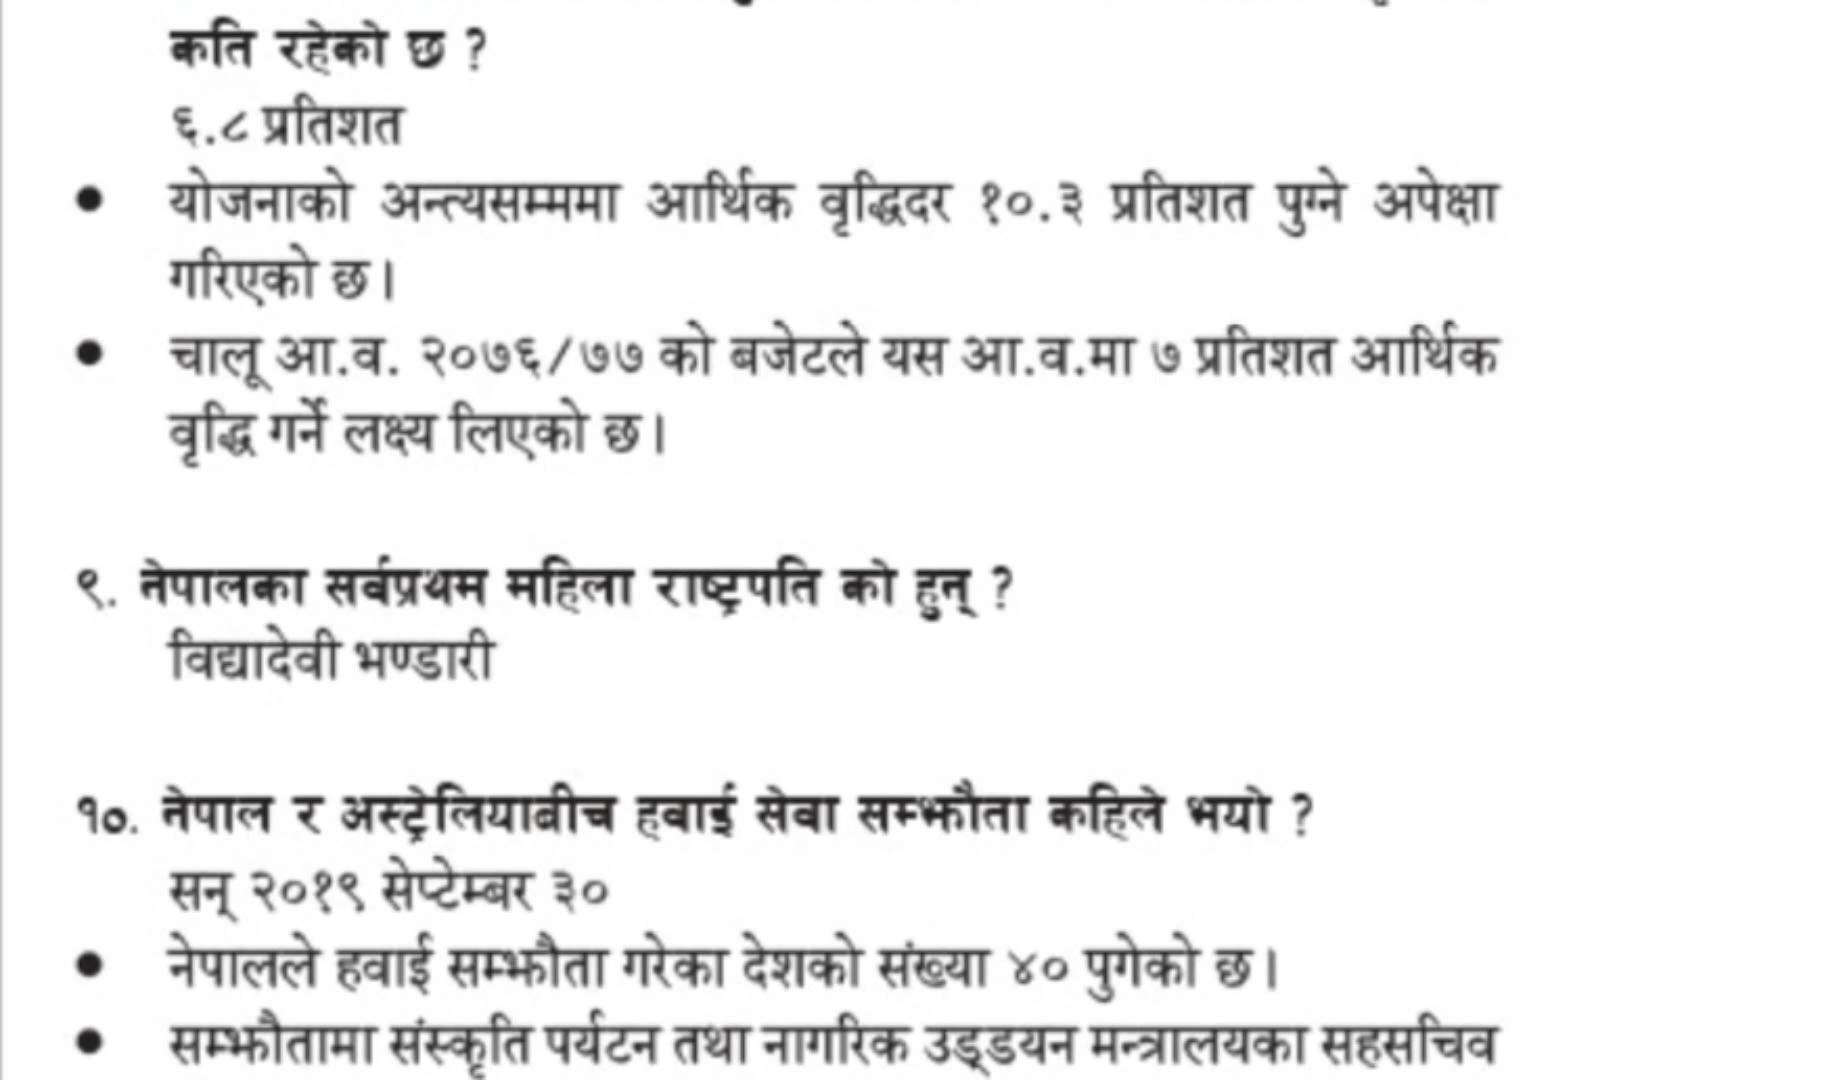 कति रहेको छ ?
६.८ प्रतिशत
● योजनाको अन्त्यसम्ममा आर्थिक वृद्धिदर १०.३ प्रतिशत पुग्ने अपेक्षा
गरिएको छ।
● चालू आ.व. २०७६/७७ को बजेटले यस आ.व.मा ७ प्रतिशत आर्थिक
वृद्धि गर्ने लक्ष्य लिएको छ।
९. नेपालका सर्वप्रथम महिला राष्ट्रपति को हुन् ?
विद्यादेवी भण्डारी
१०. नेपाल र अस्ट्रेलियाबीच हवाई सेवा सम्झौता कहिले भयो ?
सन् २०१९ सेप्टेम्बर ३०
● नेपालले हवाई सम्झौता गरेका देशको संख्या ४० पुगेको छ।
● सम्झौतामा संस्कृति पर्यटन तथा नागरिक उड्डयन मन्त्रालयका सहसचिव